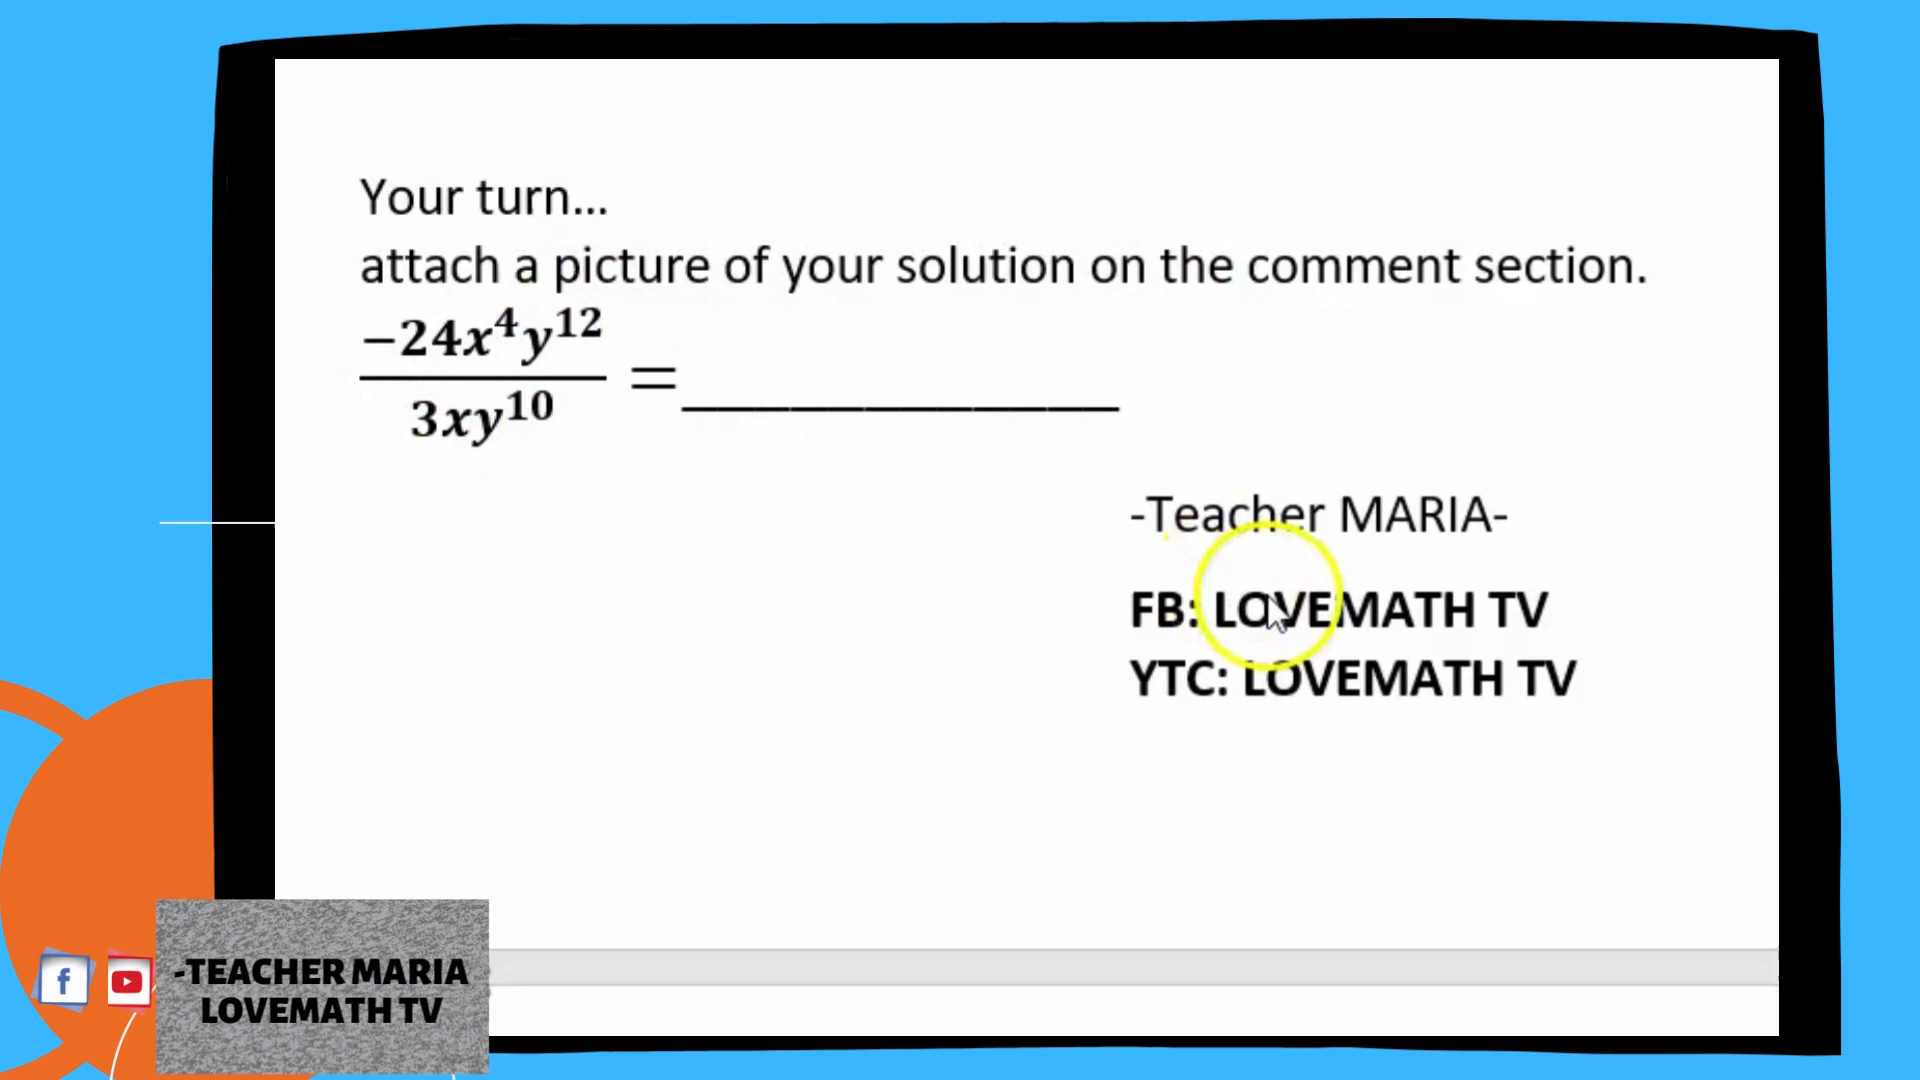 Your turn...
attach a picture of your solution on the comment section.
−24x⁴y¹²
3xy¹⁰
=____________
-Teacher MARIA-
FB: LOVEMATH TV
YTC: LOVEMATH TV
f
-TEACHER MARIA
LOVEMATH TV